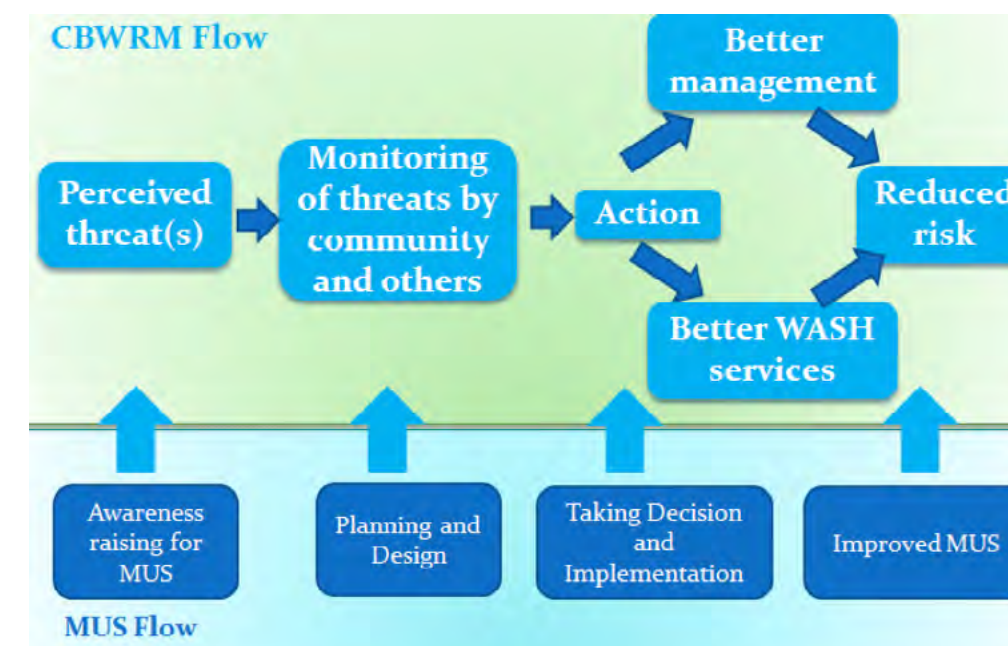 CBWRM Flow
Better
management
Perceived
threat(s)
Monitoring
of threats by
community
and others
Action
Reduced
risk
Better WASH
services
Awareness
raising for
MUS
Planning and
Design
Taking Decision
and
Implementation
Improved MUS
MUS Flow